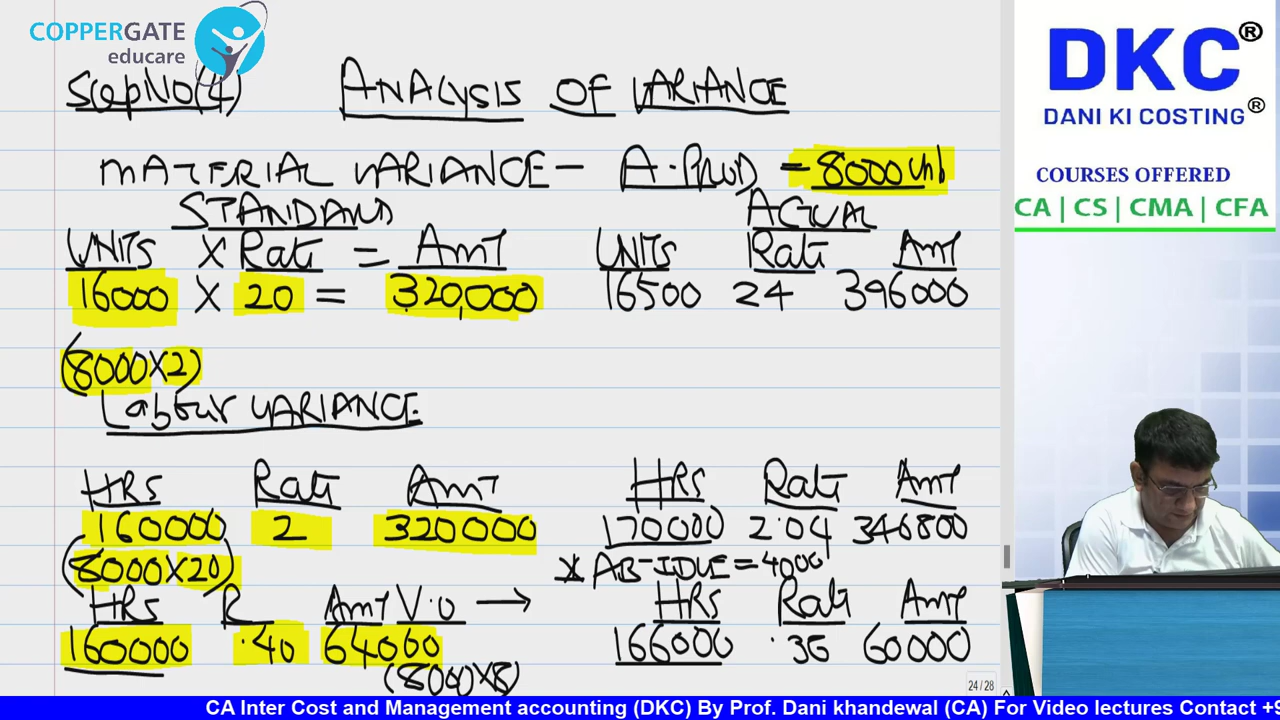 COPPERGATE
educare
Step No (4) ANALYSIS OF VARIANCE
MATERIAL VARIANCE - A.PROD = 8000 Unit
STANDARD ACTUAL
UNITS X Rate = AMT UNITS Rate AMT
16000 X 20 = 320,000 16500 24 396000
(8000X2)
Labour VARIANCE
HRS Rate AMT HRS Rate AMT
160000 2 320000 170000 2.04 346800
(8000X20) * AB-IDLE = 4000
HRS R AMT V.O → HRS Rate AMT
160000 .40 64000 166000 .36 60000
(8000X8)
24 / 28
DKC®
DANI KI COSTING®
COURSES OFFERED
CA | CS | CMA | CFA
CA Inter Cost and Management accounting (DKC) By Prof. Dani khandewal (CA) For Video lectures Contact +9